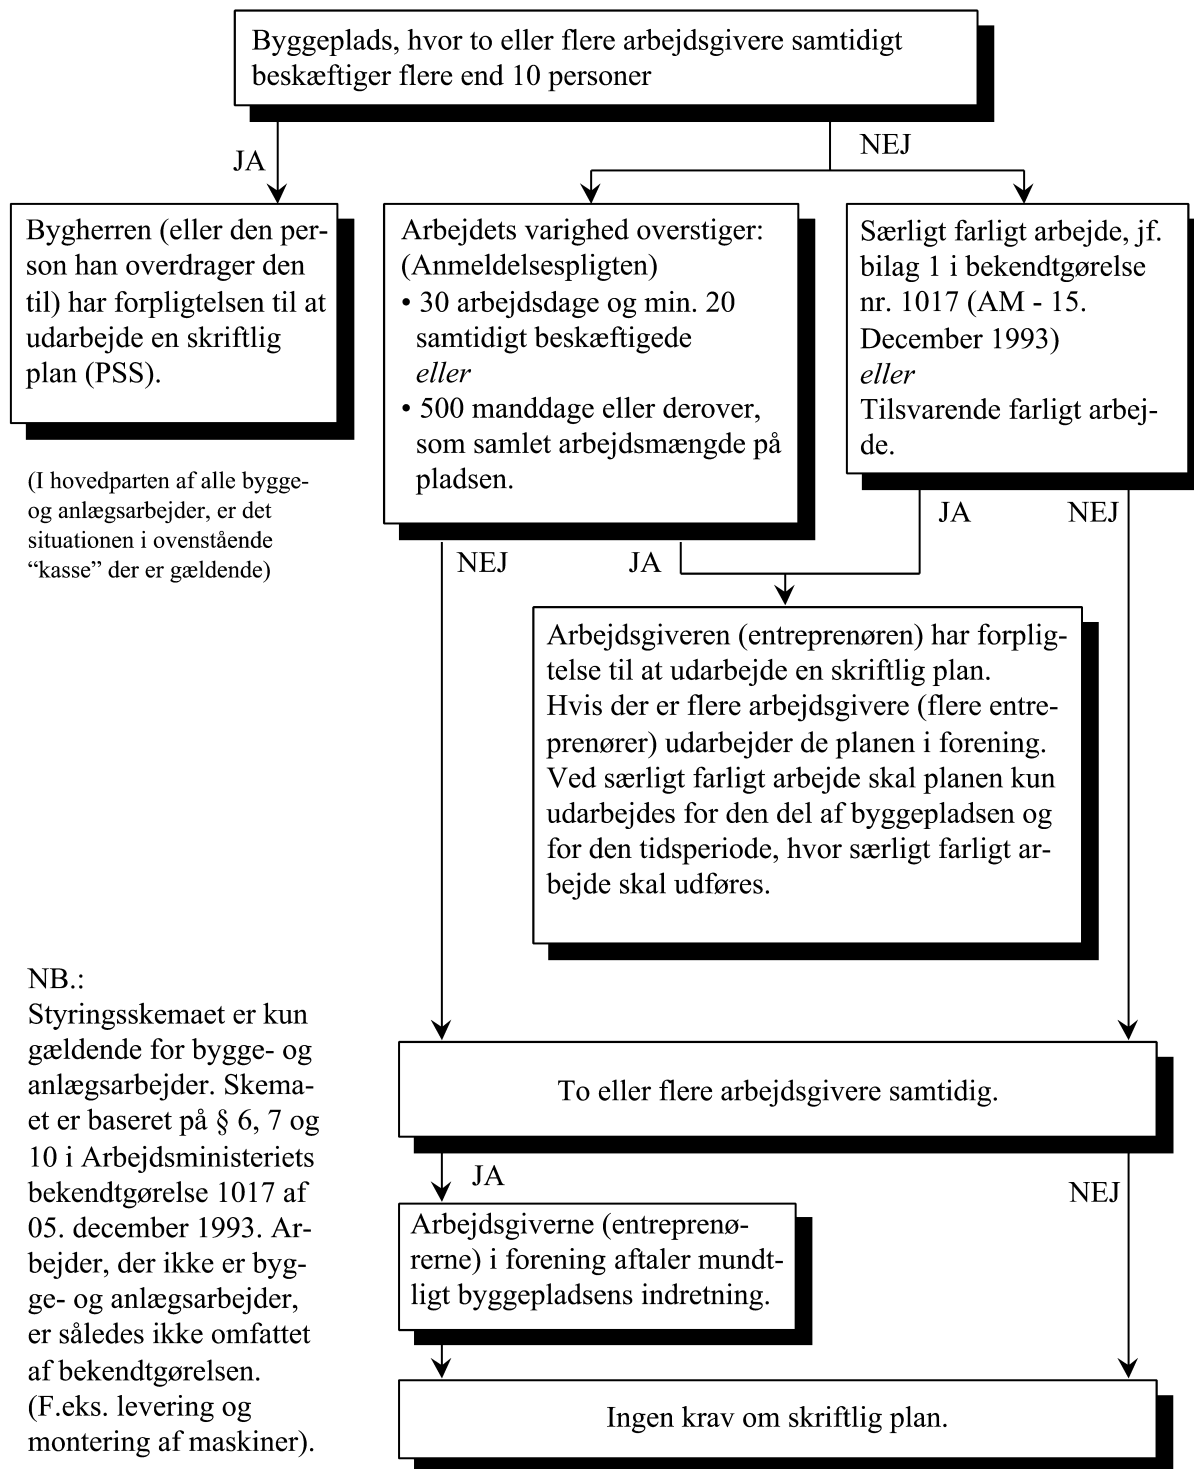 Byggeplads, hvor to eller flere arbejdsgivere samtidigt
beskæftiger flere end 10 personer
JA
NEJ
Bygherren (eller den per-
son han overdrager den
til) har forpligtelsen til at
udarbejde en skriftlig
plan (PSS).
(I hovedparten af alle bygge-
og anlægsarbejder, er det
situationen i ovenstående
“kasse” der er gældende)
Arbejdets varighed overstiger:
(Anmeldelsespligten)
• 30 arbejdsdage og min. 20
samtidigt beskæftigede
eller
• 500 manddage eller derover,
som samlet arbejdsmængde på
pladsen.
Særligt farligt arbejde, jf.
bilag 1 i bekendtgørelse
nr. 1017 (AM - 15.
December 1993)
eller
Tilsvarende farligt arbej-
de.
NEJ
JA
JA
NEJ
Arbejdsgiveren (entreprenøren) har forplig-
telse til at udarbejde en skriftlig plan.
Hvis der er flere arbejdsgivere (flere entre-
prenører) udarbejder de planen i forening.
Ved særligt farligt arbejde skal planen kun
udarbejdes for den del af byggepladsen og
for den tidsperiode, hvor særligt farligt ar-
bejde skal udføres.
NB.:
Styringsskemaet er kun
gældende for bygge- og
anlægsarbejder. Skema-
et er baseret på § 6, 7 og
10 i Arbejdsministeriets
bekendtgørelse 1017 af
05. december 1993. Ar-
bejder, der ikke er byg-
ge- og anlægsarbejder,
er således ikke omfattet
af bekendtgørelsen.
(F.eks. levering og
montering af maskiner).
To eller flere arbejdsgivere samtidig.
JA
NEJ
Arbejdsgiverne (entreprenø-
rerne) i forening aftaler mundt-
ligt byggepladsens indretning.
Ingen krav om skriftlig plan.